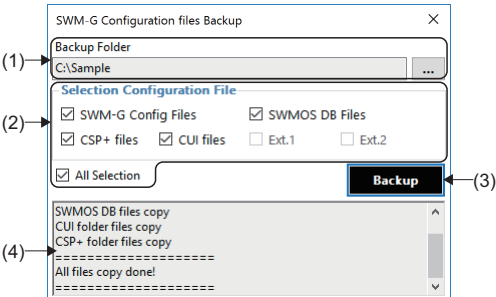 SWM-G Configuration files Backup
(1)
Backup Folder
C:\Sample
...
(2)
Selection Configuration File
SWM-G Config Files
SWMOS DB Files
CSP+ files
CUI files
Ext.1
Ext.2
All Selection
Backup
(3)
(4)
SWMOS DB files copy
CUI folder files copy
CSP+ folder files copy
====================
All files copy done!
====================